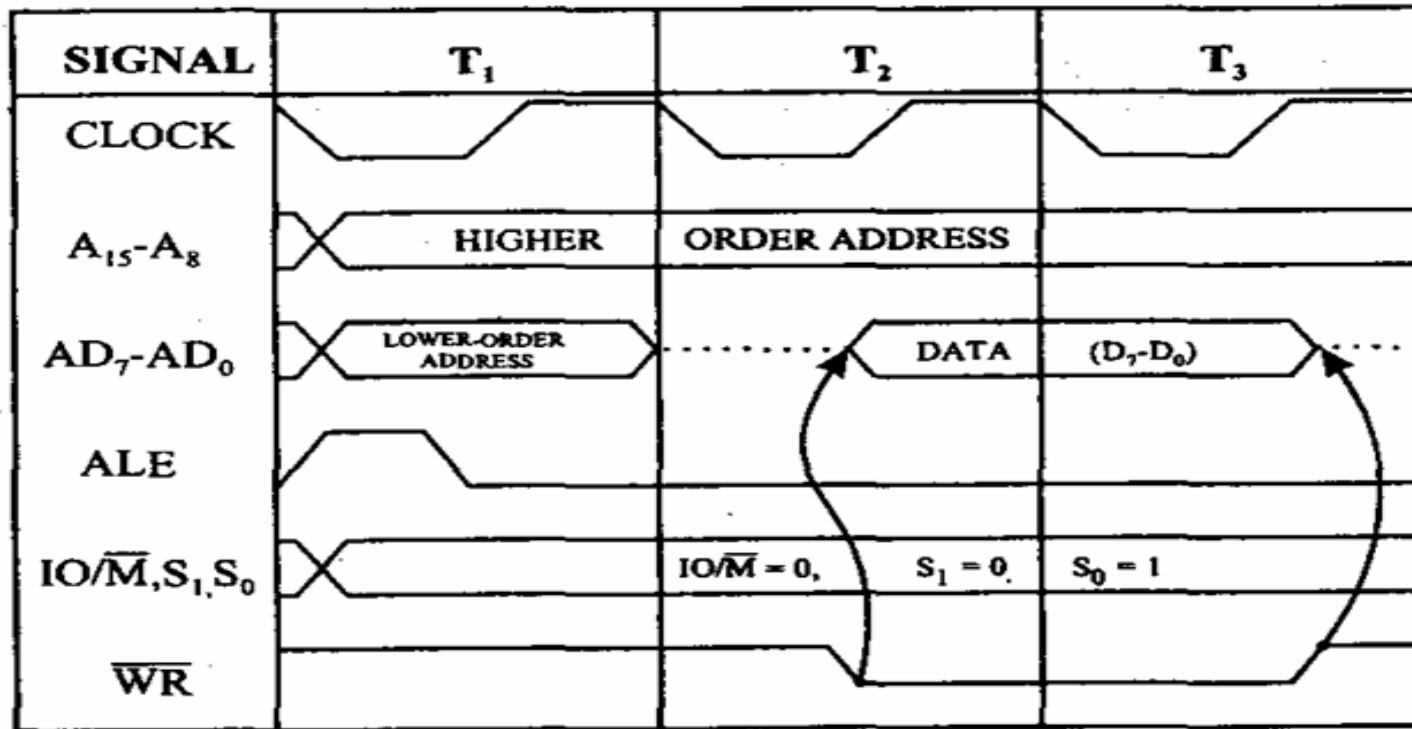 SIGNAL T₁ T₂ T₃
CLOCK
A₁₅-A₈ HIGHER ORDER ADDRESS
AD₇-AD₀ LOWER-ORDER ADDRESS DATA (D₇-D₀)
ALE
IO/M̅,S₁,S₀ IO/M̅ = 0, S₁ = 0. S₀ = 1
W̅R̅